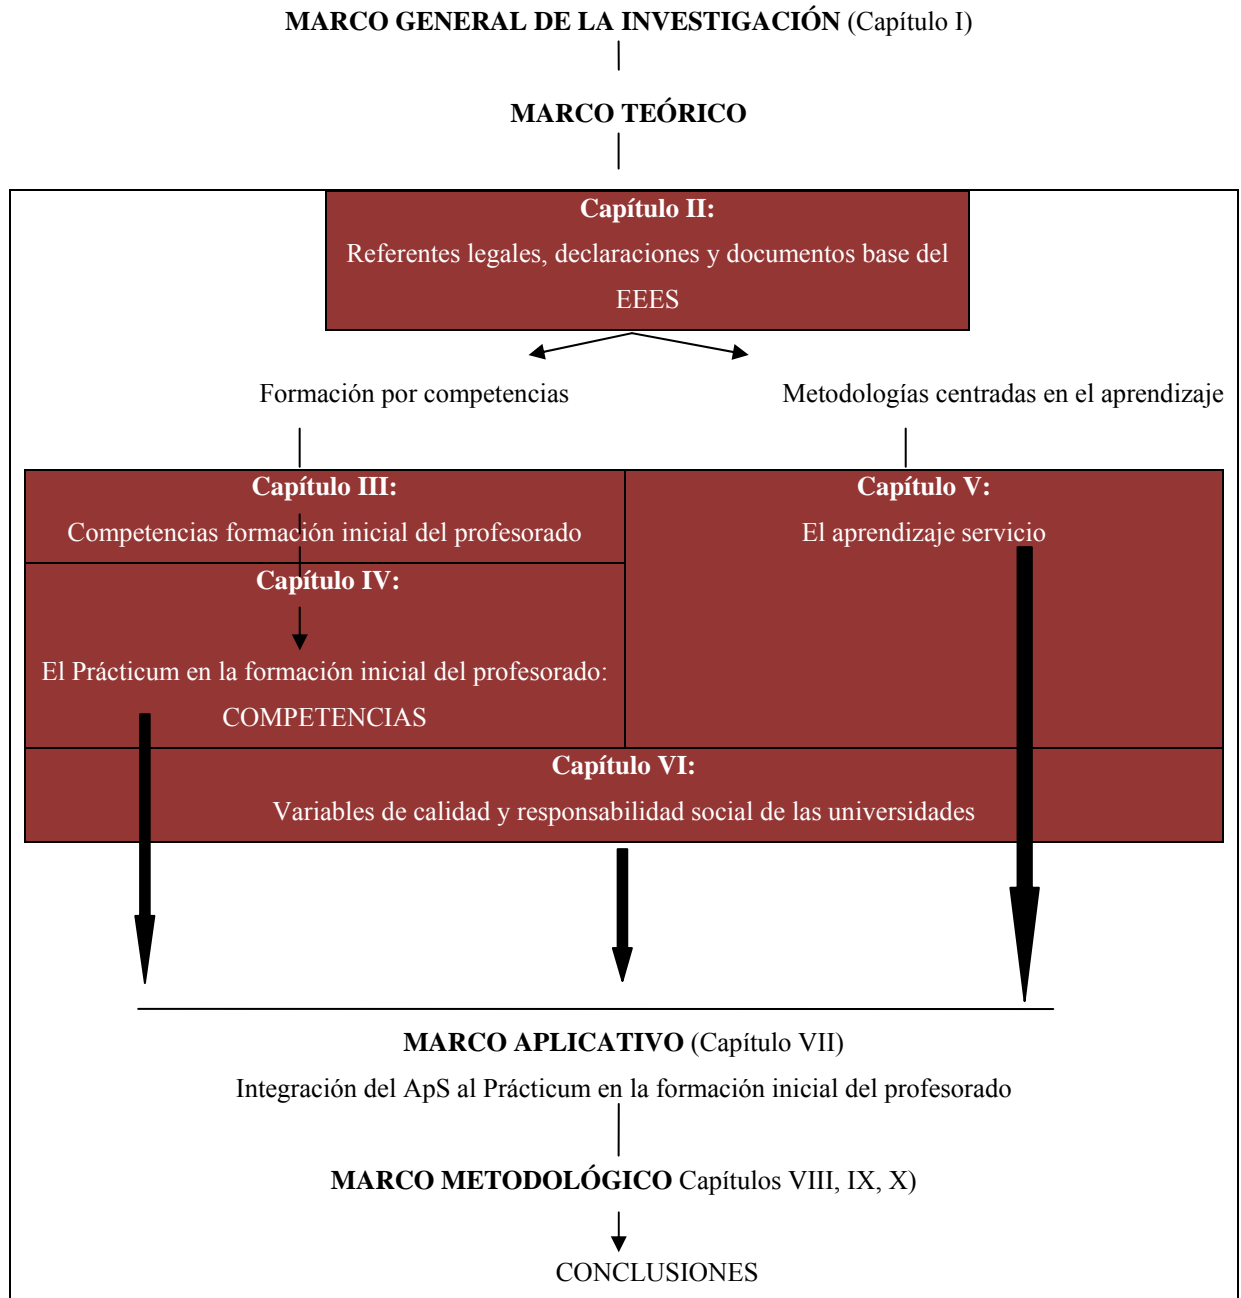 MARCO GENERAL DE LA INVESTIGACIÓN (Capítulo I)
MARCO TEÓRICO
Capítulo II:
Referentes legales, declaraciones y documentos base del
EEES
Formación por competencias
Metodologías centradas en el aprendizaje
Capítulo III:
Competencias formación inicial del profesorado
Capítulo IV:
El Prácticum en la formación inicial del profesorado:
COMPETENCIAS
Capítulo V:
El aprendizaje servicio
Capítulo VI:
Variables de calidad y responsabilidad social de las universidades
MARCO APLICATIVO (Capítulo VII)
Integración del ApS al Prácticum en la formación inicial del profesorado
MARCO METODOLÓGICO Capítulos VIII, IX, X)
CONCLUSIONES